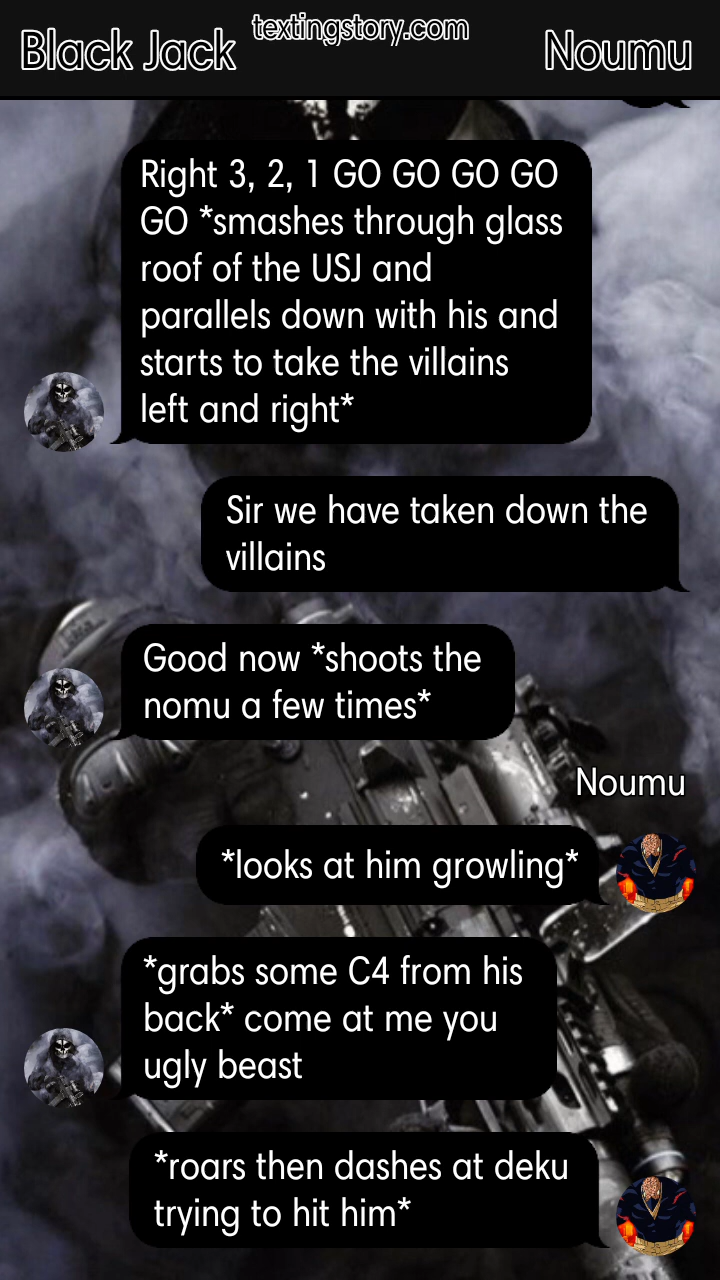 Black Jack textingstory.com Noumu
Right 3, 2, 1 GO GO GO GO
GO *smashes through glass
roof of the USJ and
parallels down with his and
starts to take the villains
left and right*
Sir we have taken down the
villains
Good now *shoots the
nomu a few times*
Noumu
*looks at him growling*
*grabs some C4 from his
back* come at me you
ugly beast
*roars then dashes at deku
trying to hit him*